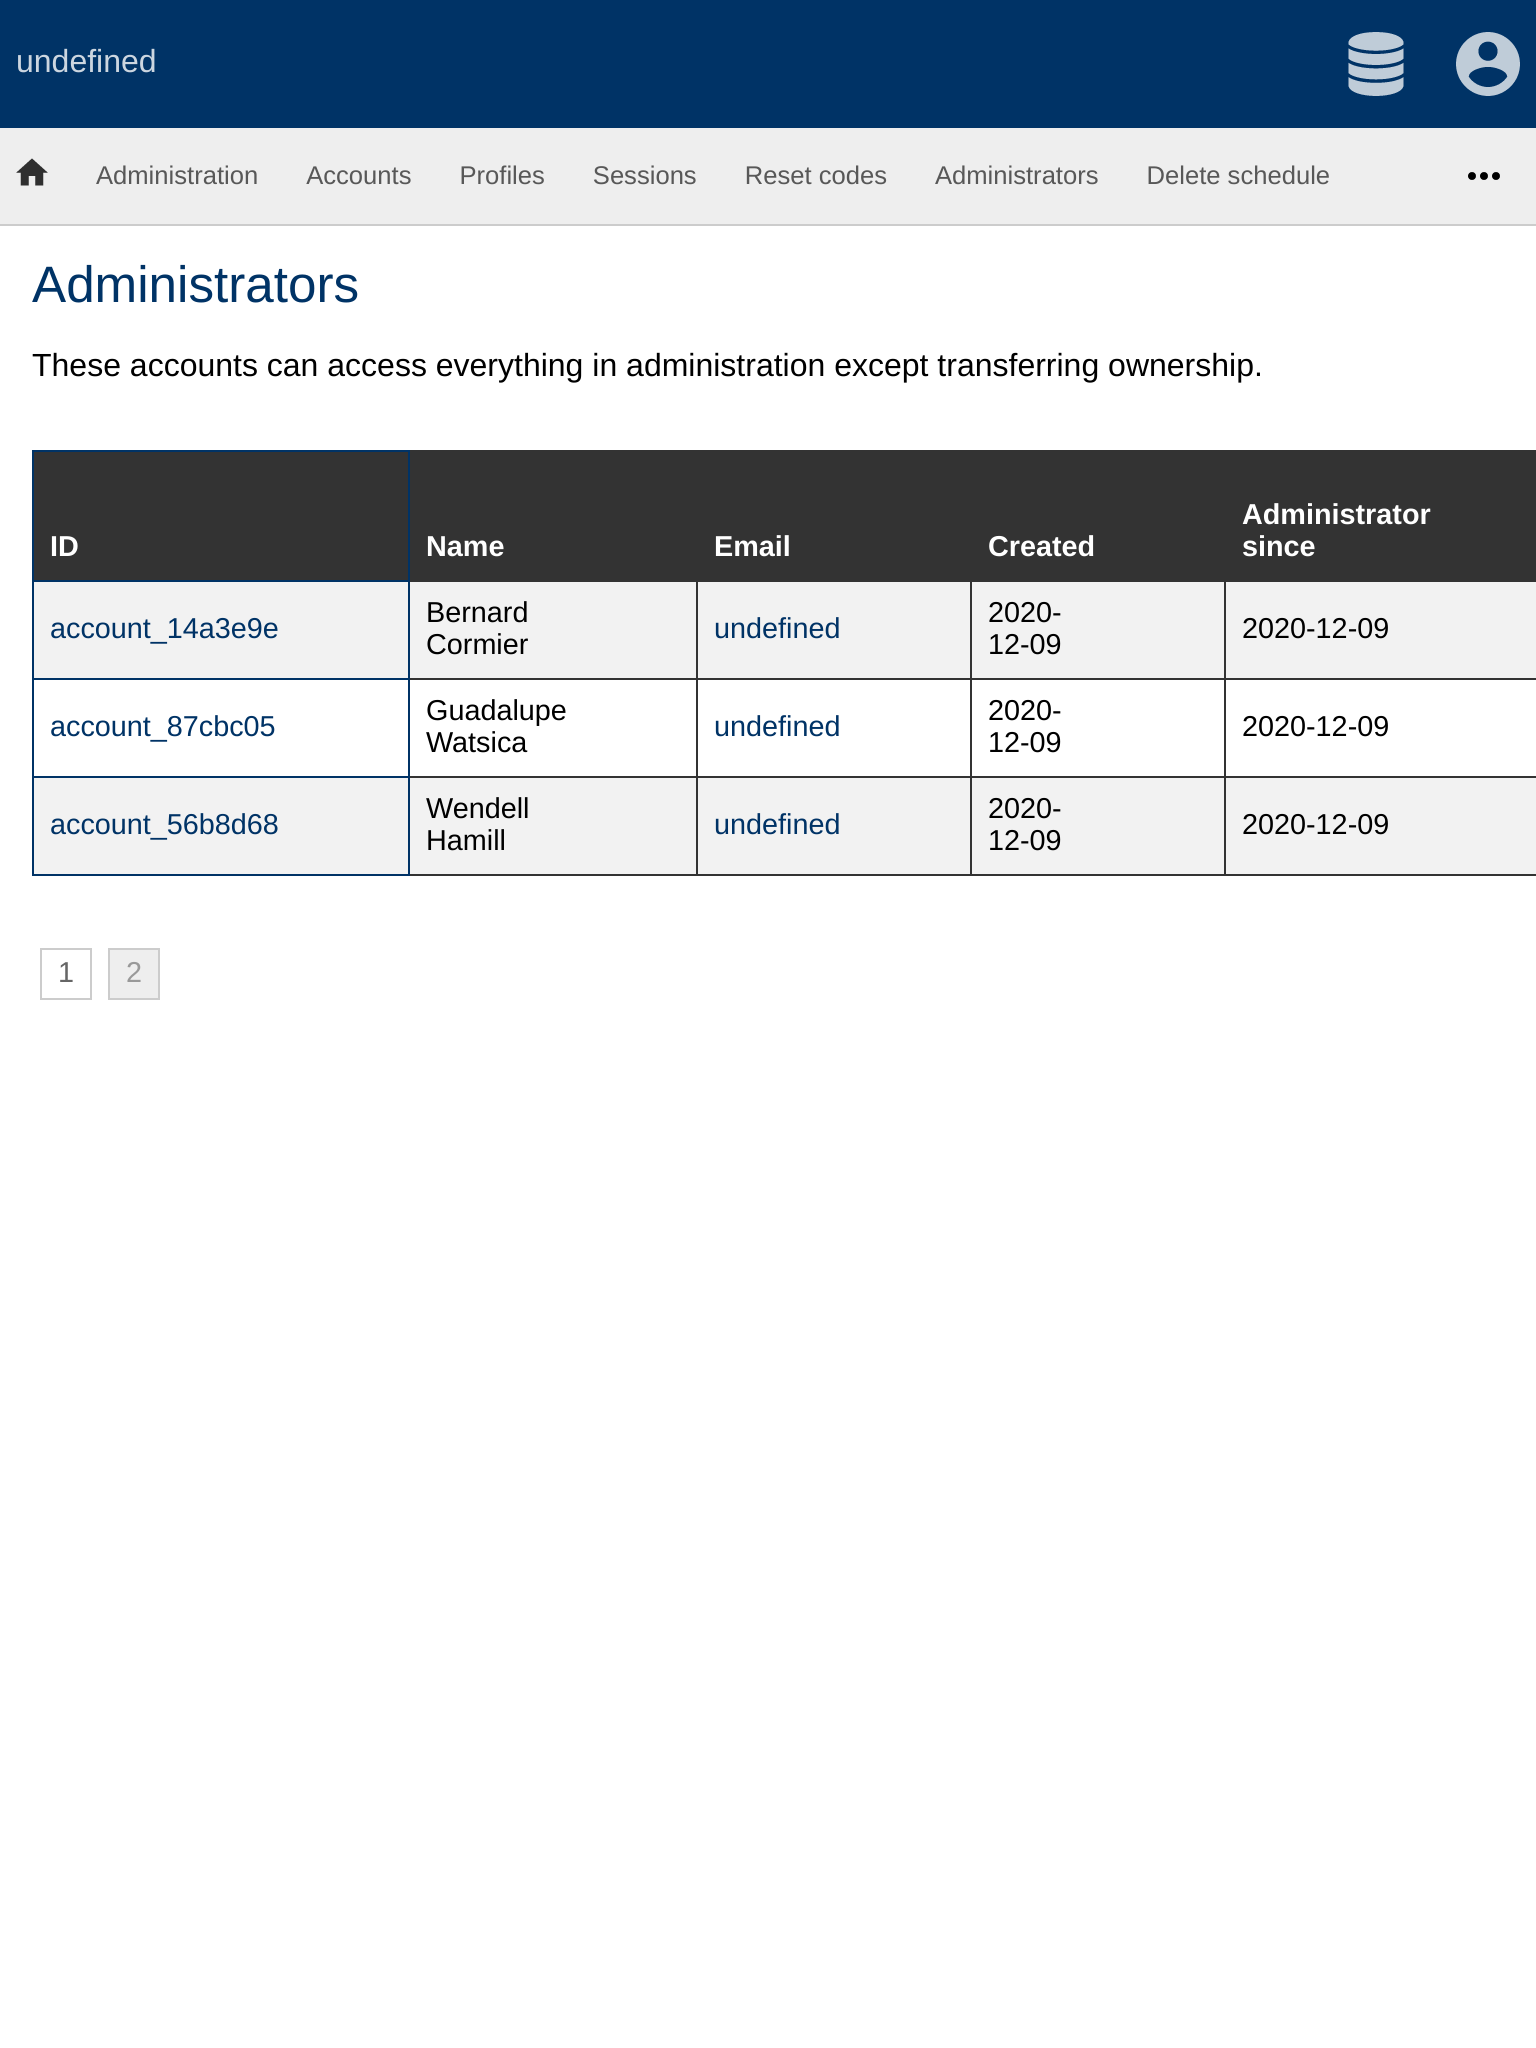 undefined
Administration Accounts Profiles Sessions Reset codes Administrators Delete schedule
Administrators
These accounts can access everything in administration except transferring ownership.
ID Name Email Created Administrator since
account_14a3e9e Bernard Cormier undefined 2020-12-09 2020-12-09
account_87cbc05 Guadalupe Watsica undefined 2020-12-09 2020-12-09
account_56b8d68 Wendell Hamill undefined 2020-12-09 2020-12-09
1 2